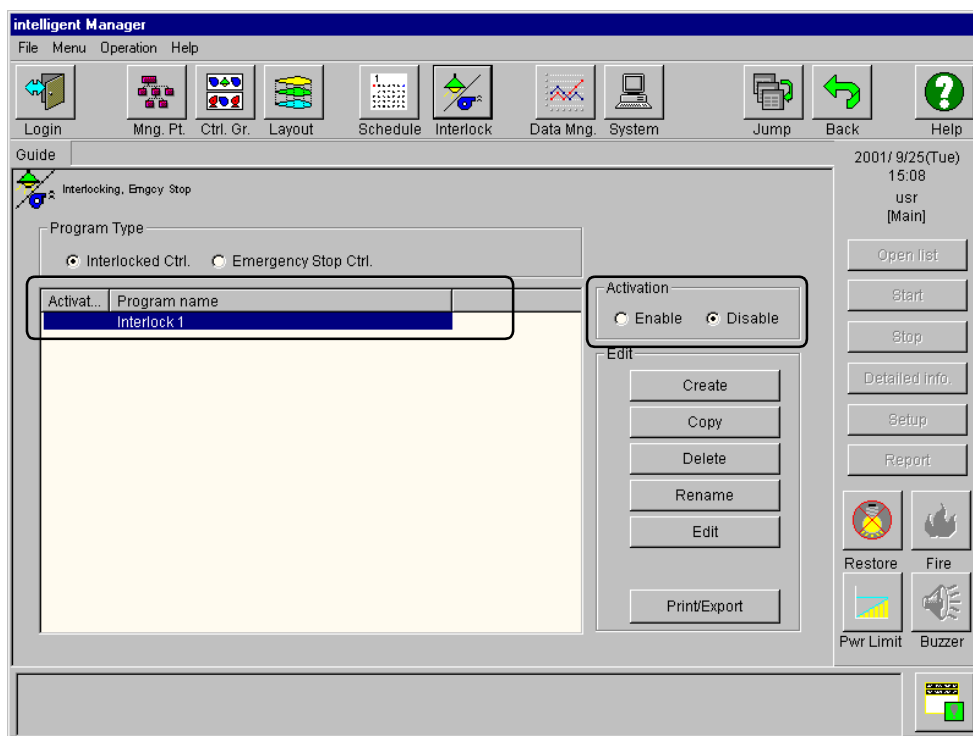 intelligent Manager
File Menu Operation Help
Login Mng. Pt. Ctrl. Gr. Layout Schedule Interlock Data Mng. System Jump Back Help
Guide
2001/ 9/25(Tue)
15:08
usr
[Main]
Interlocking, Emgcy Stop
Program Type
Interlocked Ctrl. Emergency Stop Ctrl.
Activat... Program name
Interlock 1
Activation
Enable Disable
Edit
Create
Copy
Delete
Rename
Edit
Print/Export
Open list
Start
Stop
Detailed info.
Setup
Report
Restore Fire
Pwr Limit Buzzer